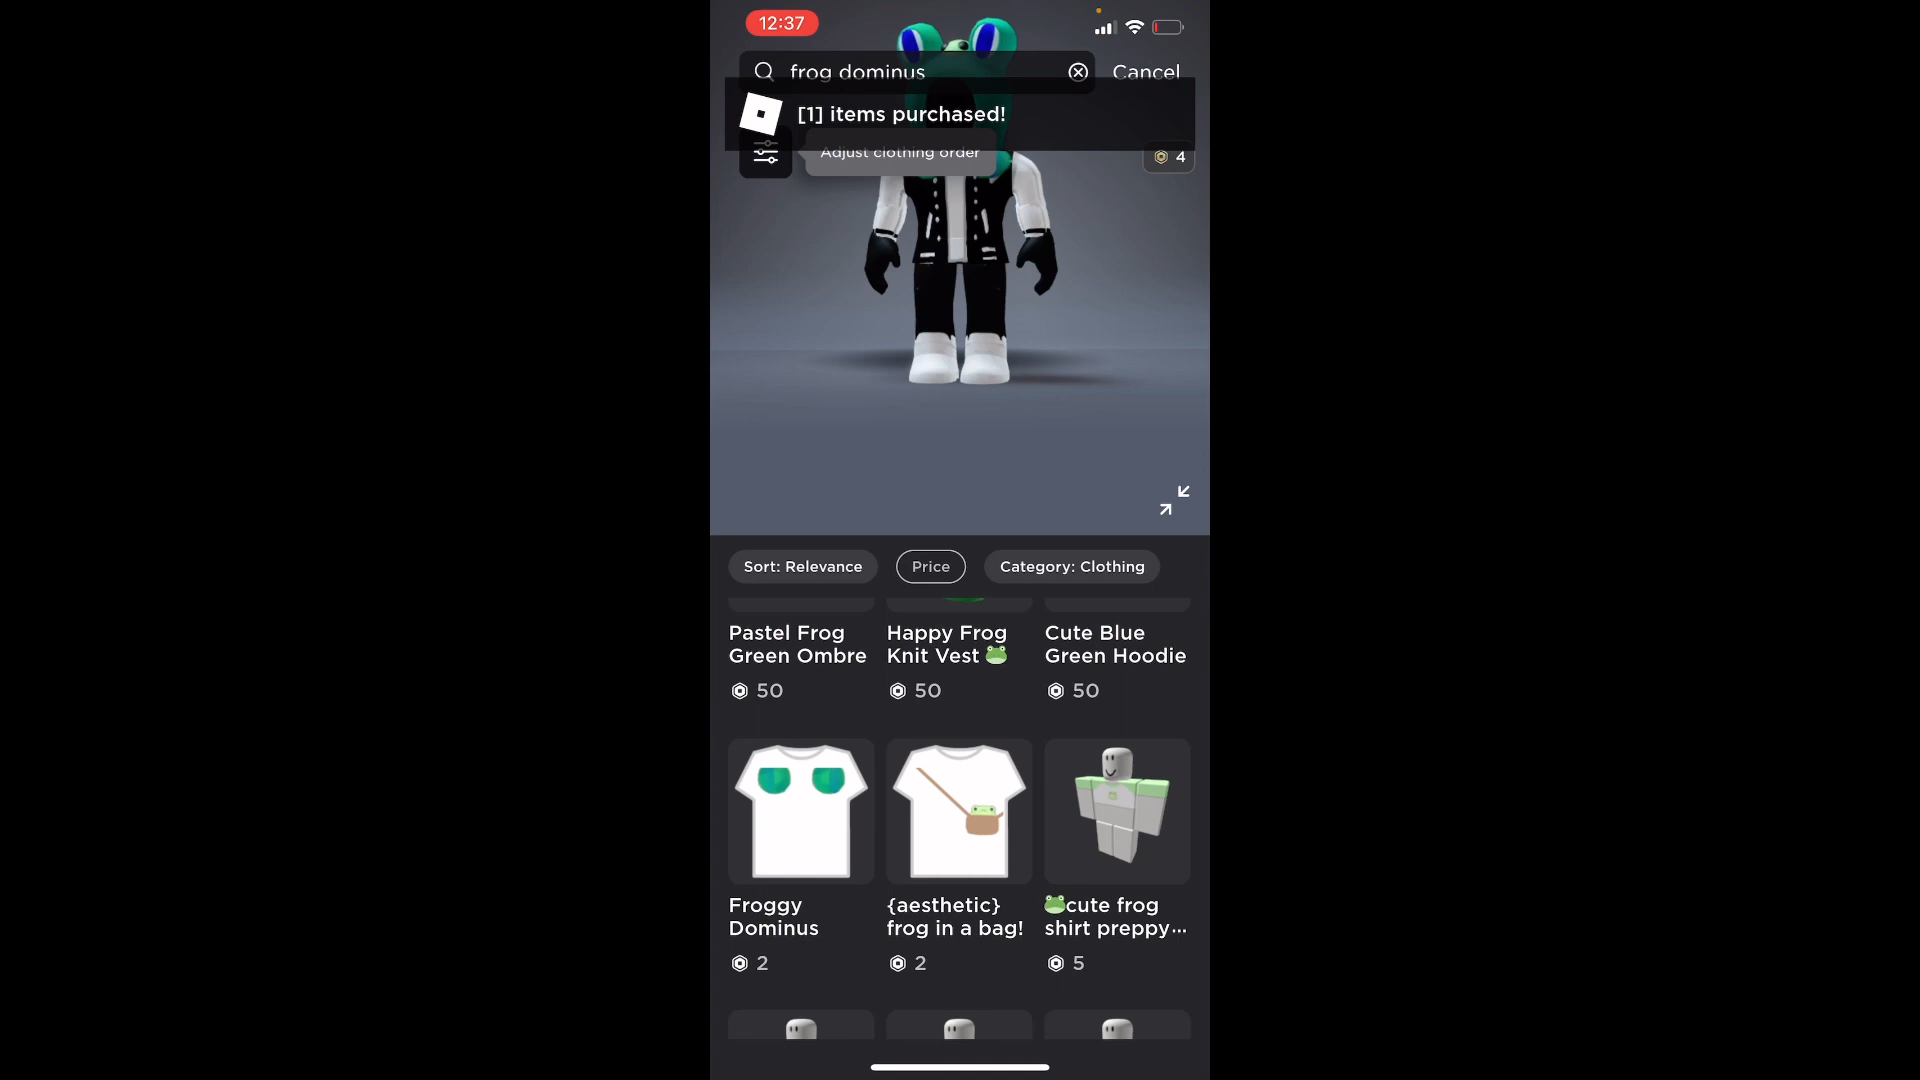 12:37
frog dominus
Cancel
[1] items purchased!
Adjust clothing order
4
Sort: Relevance
Price
Category: Clothing
Pastel Frog
Green Ombre
50
Happy Frog
Knit Vest 🐸
50
Cute Blue
Green Hoodie
50
Froggy
Dominus
2
{aesthetic}
frog in a bag!
2
🐸cute frog
shirt preppy...
5